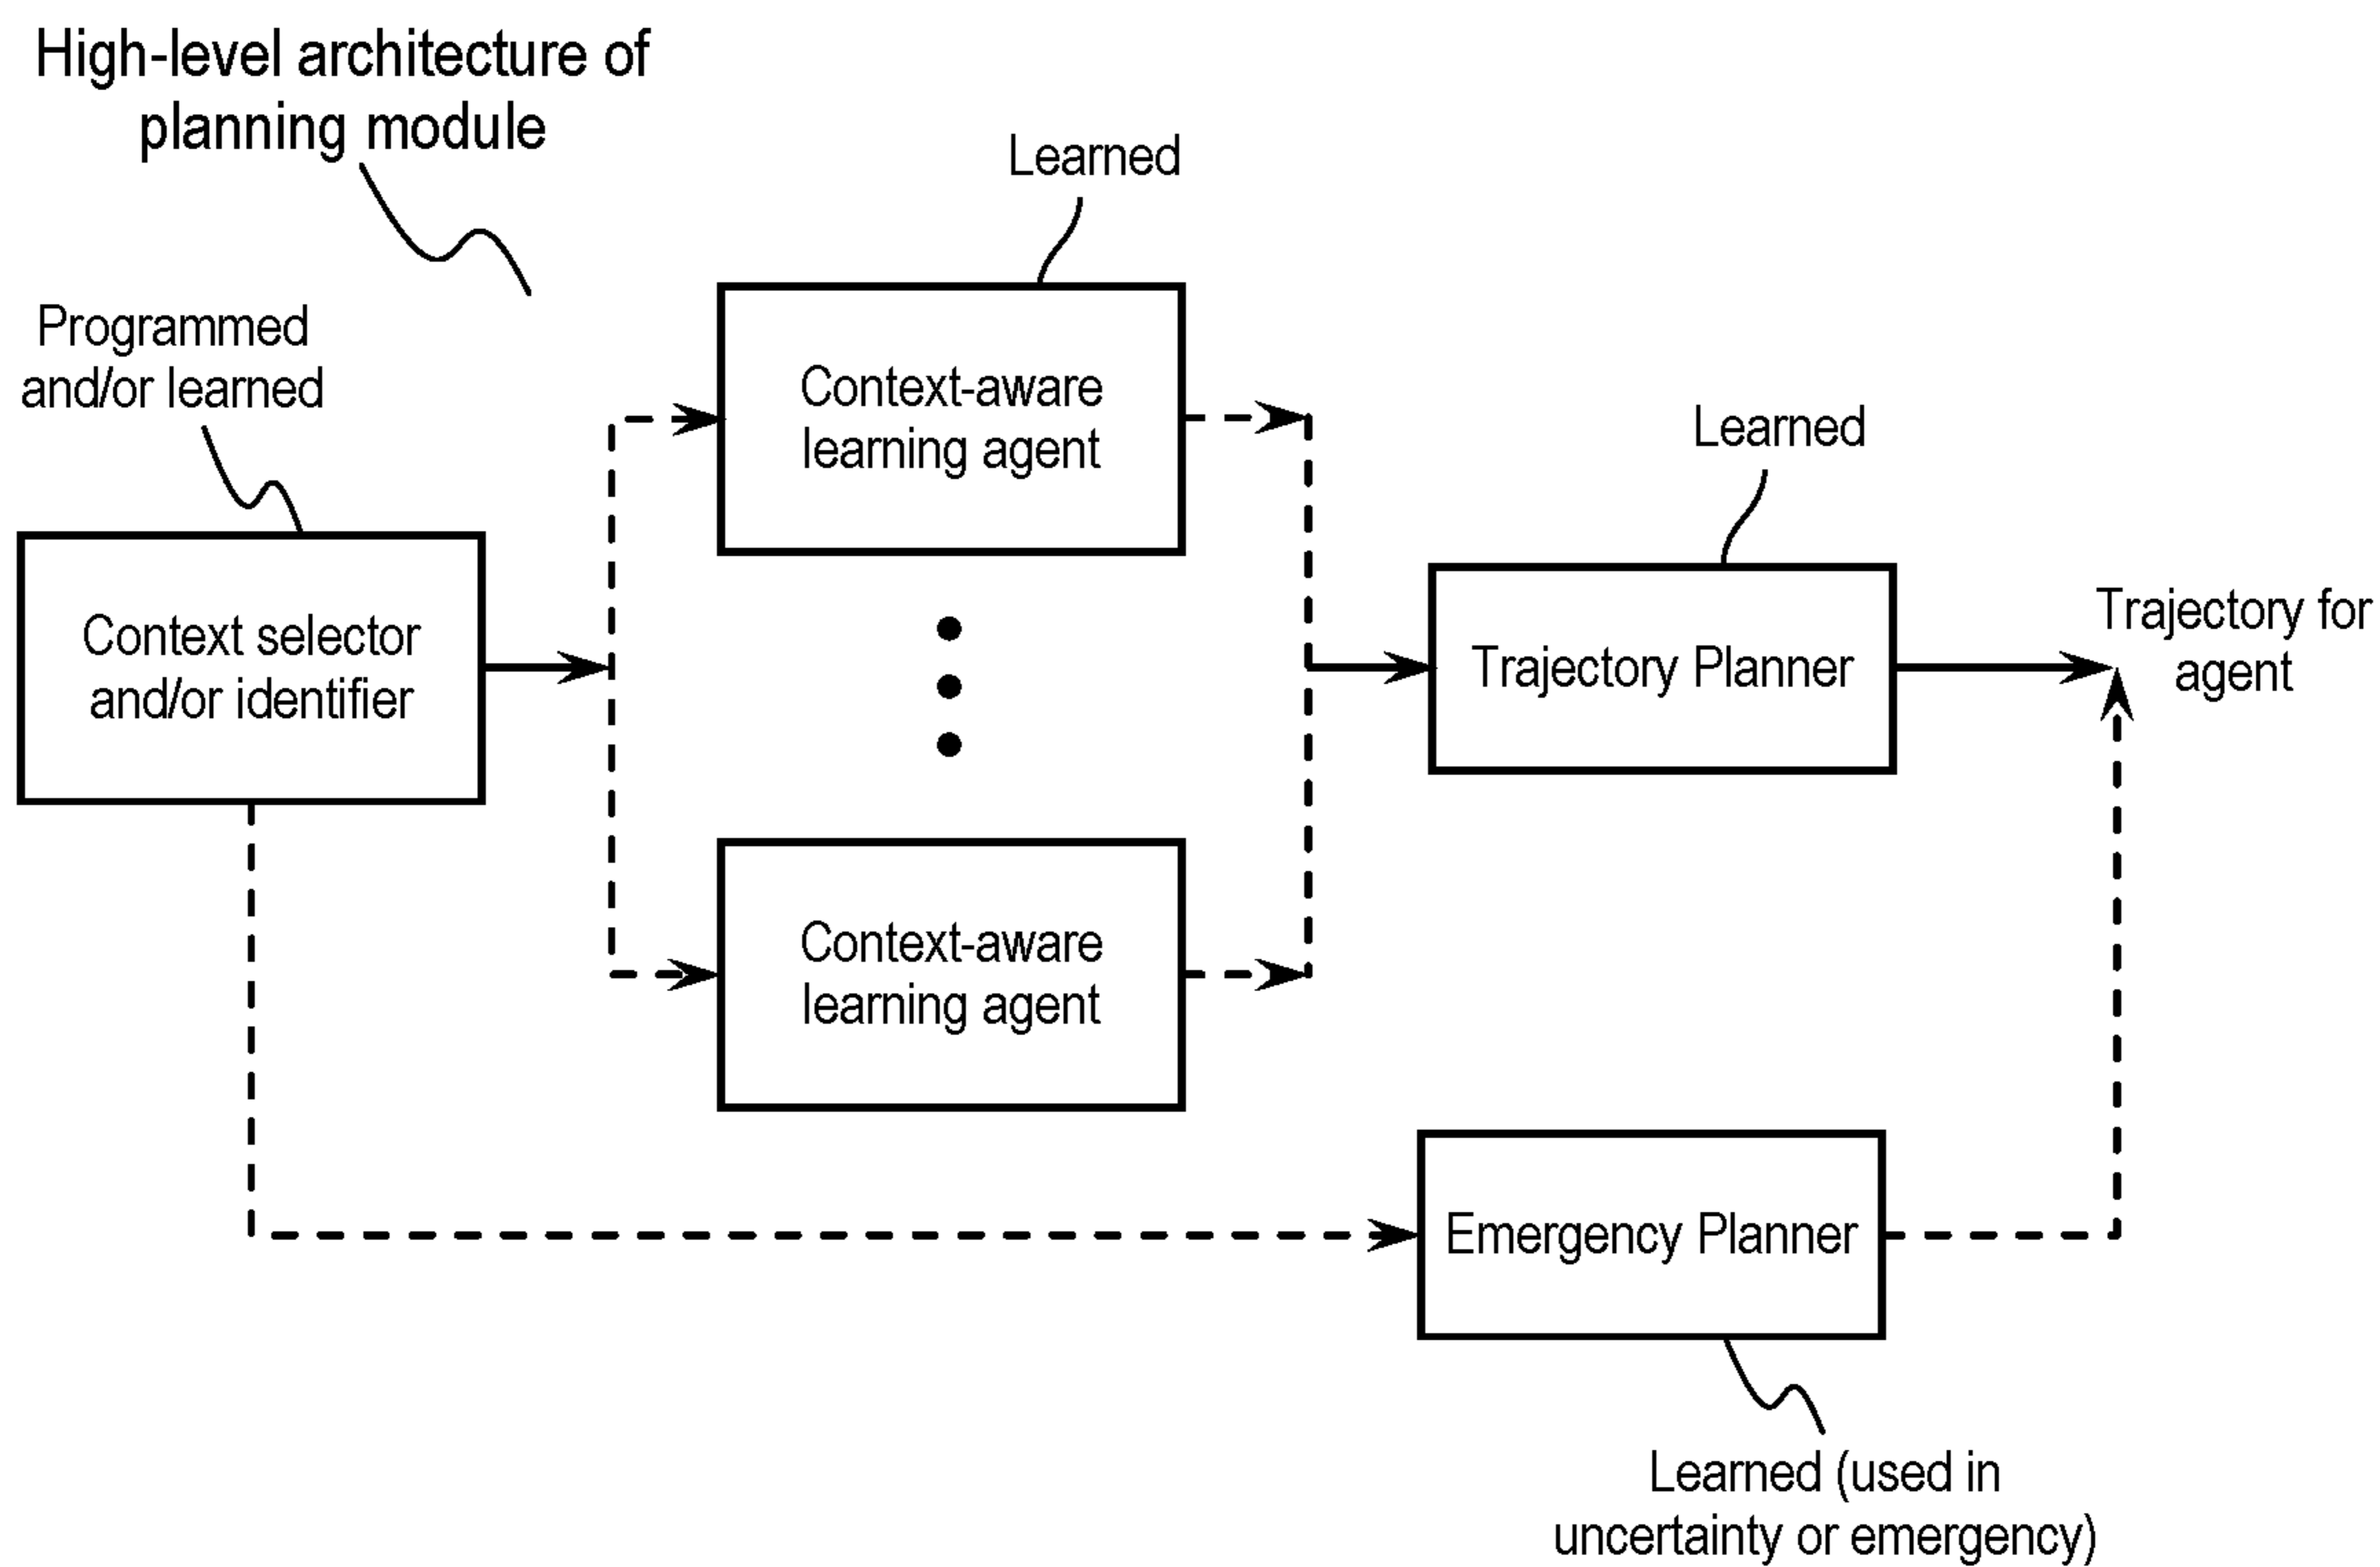 High-level architecture of
planning module
Learned
Programmed
and/or learned
Context-aware
learning agent
Learned
Context selector
and/or identifier
Trajectory Planner
Trajectory for
agent
Context-aware
learning agent
Emergency Planner
Learned (used in
uncertainty or emergency)